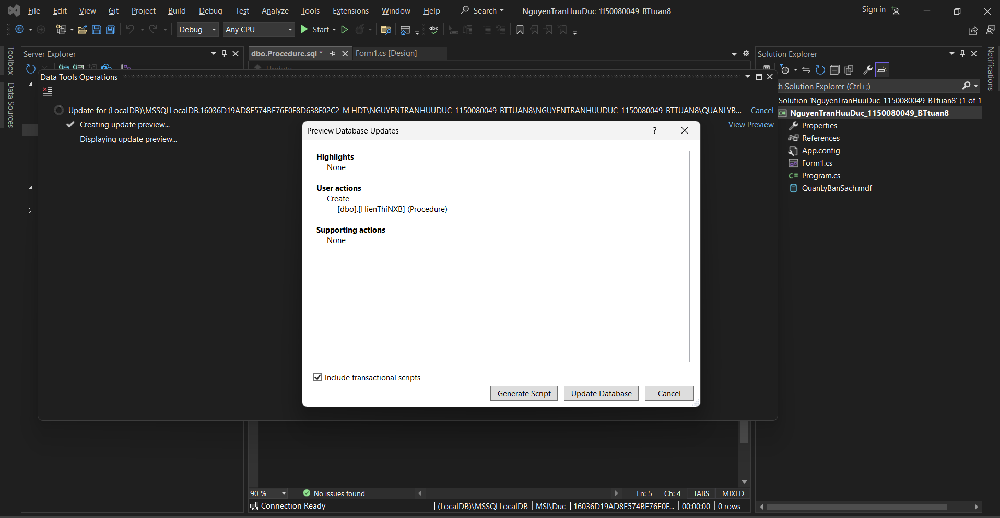 File Edit View Git Project Build Debug Test Analyze Tools Extensions Window Help Search NguyenTranHuuDuc_1150080049_BTtuan8 Sign in
Debug Any CPU Start abc
Toolbox
Data Sources
Server Explorer
dbo.Procedure.sql * Form1.cs [Design]
Update
Data Tools Operations
Update for (LocalDB)\MSSQLLocalDB.16036D19AD8E574BE76E0F8D638F02C2_M HDT\NGUYENTRANHUUDUC_1150080049_BTTUAN8\NGUYENTRANHUUDUC_1150080049_BTTUAN8\QUANLYB... Cancel
Creating update preview... View Preview
Displaying update preview...
Preview Database Updates ?
Highlights
None
User actions
Create
[dbo].[HienThiNXB] (Procedure)
Supporting actions
None
Include transactional scripts
Generate Script Update Database Cancel
90 % No issues found Ln: 5 Ch: 4 TABS MIXED
Connection Ready (LocalDB)\MSSQLLocalDB MSI\Duc 16036D19AD8E574BE76E0F... 00:00:00 0 rows
Solution Explorer
h Solution Explorer (Ctrl+;)
Solution 'NguyenTranHuuDuc_1150080049_BTtuan8' (1 of 1
C# NguyenTranHuuDuc_1150080049_BTtuan8
Properties
References
App.config
Form1.cs
C# Program.cs
QuanLyBanSach.mdf
Notifications